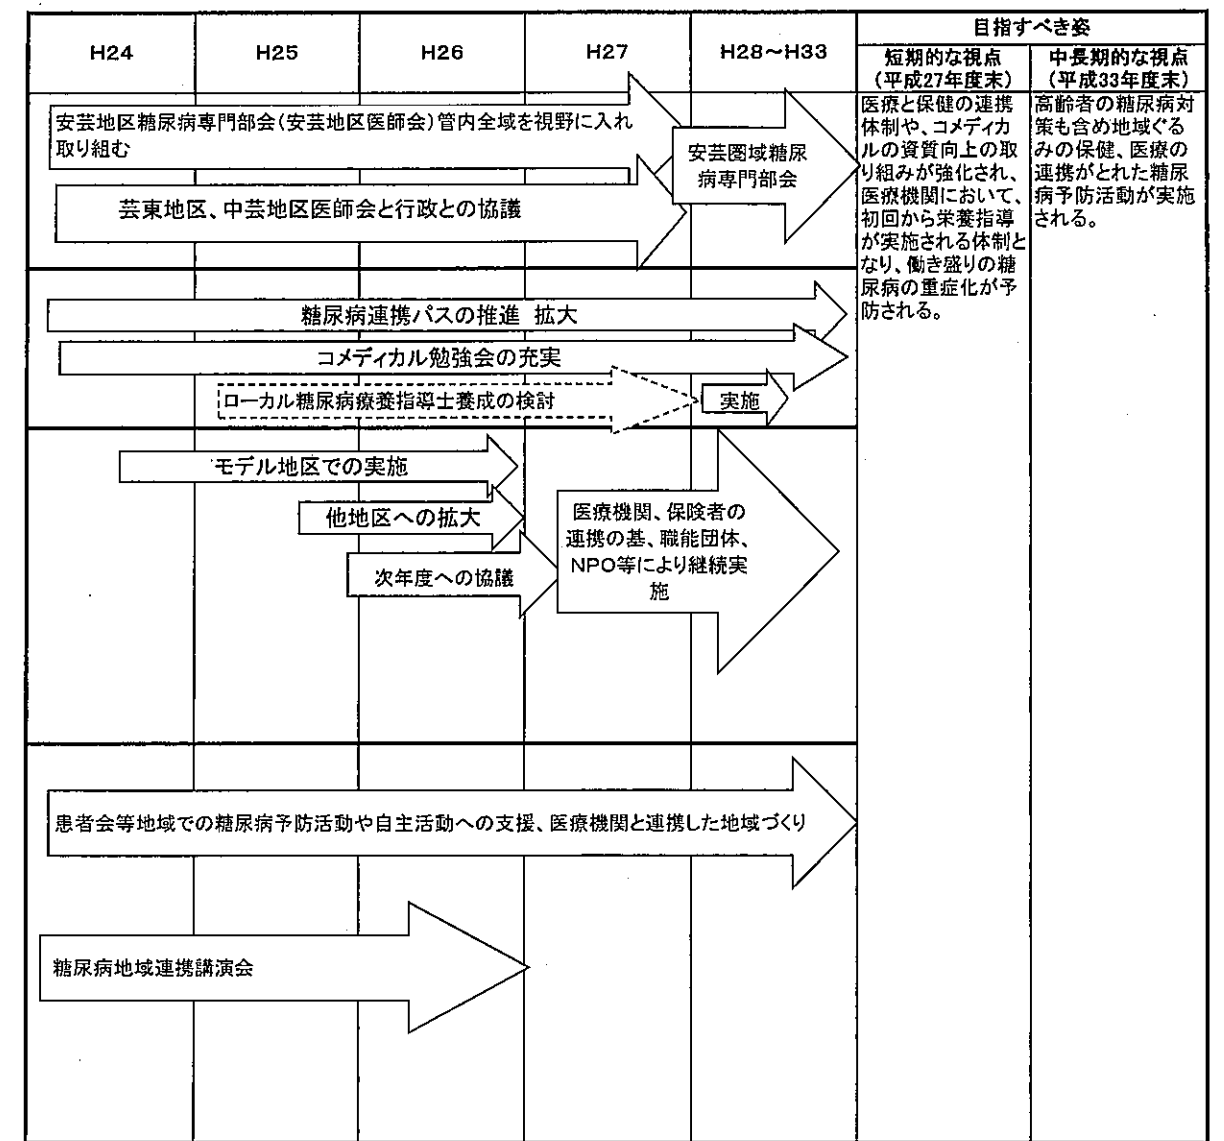 H24
H25
H26
H27
H28～H33
目指すべき姿
短期的な視点
（平成27年度末）
中長期的な視点
（平成33年度末）
安芸地区糖尿病専門部会（安芸地区医師会）管内全域を視野に入れ
取り組む
芸東地区、中芸地区医師会と行政との協議
安芸圏域糖尿
病専門部会
糖尿病連携パスの推進 拡大
コメディカル勉強会の充実
ローカル糖尿病療養指導士養成の検討
実施
モデル地区での実施
他地区への拡大
次年度への協議
医療機関、保険者の
連携の基、職能団体、
NPO等により継続実
施
患者会等地域での糖尿病予防活動や自主活動への支援、医療機関と連携した地域づくり
糖尿病地域連携講演会
医療と保健の連携
体制や、コメディカ
ルの資質向上の取
り組みが強化され、
医療機関において、
初回から栄養指導
が実施される体制と
なり、働き盛りの糖
尿病の重症化が予
防される。
高齢者の糖尿病対
策も含め地域ぐる
みの保健、医療の
連携がとれた糖尿
病予防活動が実施
される。